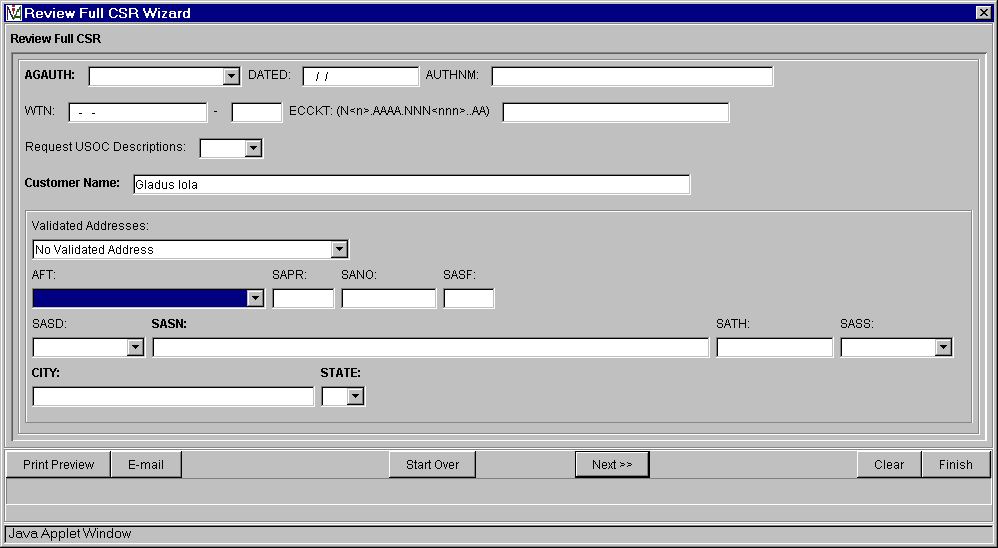 Review Full CSR Wizard
Review Full CSR
AGAUTH: DATED: / / AUTHNM:
WTN: - - - ECCKT: (N<n>.AAAA.NNN<nnn>..AA)
Request USOC Descriptions:
Customer Name: Gladus Iola
Validated Addresses:
No Validated Address
AFT: SAPR: SANO: SASF:
SASD: SASN: SATH: SASS:
CITY: STATE:
Print Preview E-mail Start Over Next >> Clear Finish
Java Applet Window